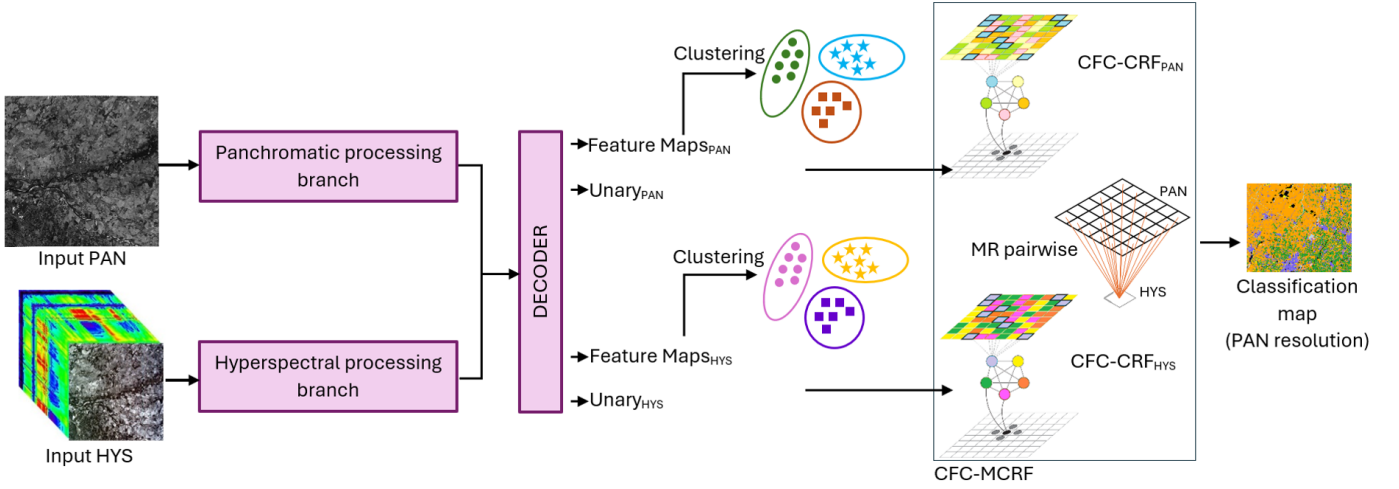 Input PAN
Input HYS
Panchromatic processing
branch
Hyperspectral processing
branch
DECODER
Feature MapsPAN
UnaryPAN
Feature MapsHYS
UnaryHYS
Clustering
Clustering
CFC-CRFPAN
PAN
MR pairwise
HYS
CFC-CRFHYS
CFC-MCRF
Classification
map
(PAN resolution)